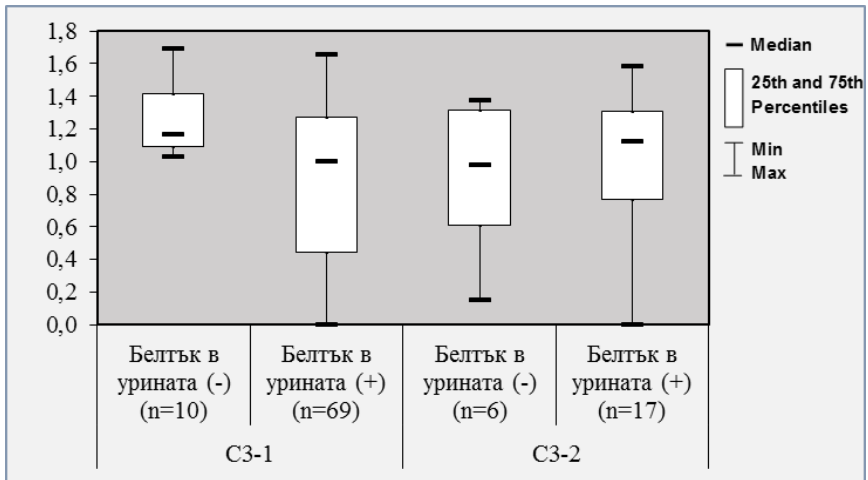 1,8
1,6
1,4
1,2
1,0
0,8
0,6
0,4
0,2
0,0
Median
25th and 75th
Percentiles
Min
Max
Белтък в
урината (-)
(n=10)
Белтък в
урината (+)
(n=69)
Белтък в
урината (-)
(n=6)
Белтък в
урината (+)
(n=17)
C3-1
C3-2